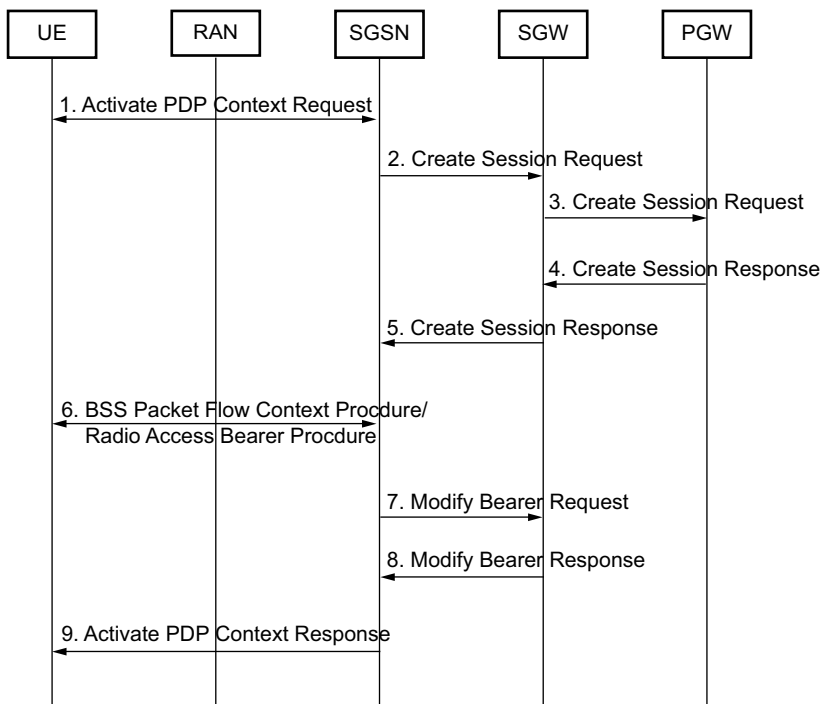 UE
RAN
SGSN
SGW
PGW
1. Activate PDP Context Request
2. Create Session Request
3. Create Session Request
4. Create Session Response
5. Create Session Response
6. BSS Packet Flow Context Procdure/
Radio Access Bearer Procdure
7. Modify Bearer Request
8. Modify Bearer Response
9. Activate PDP Context Response